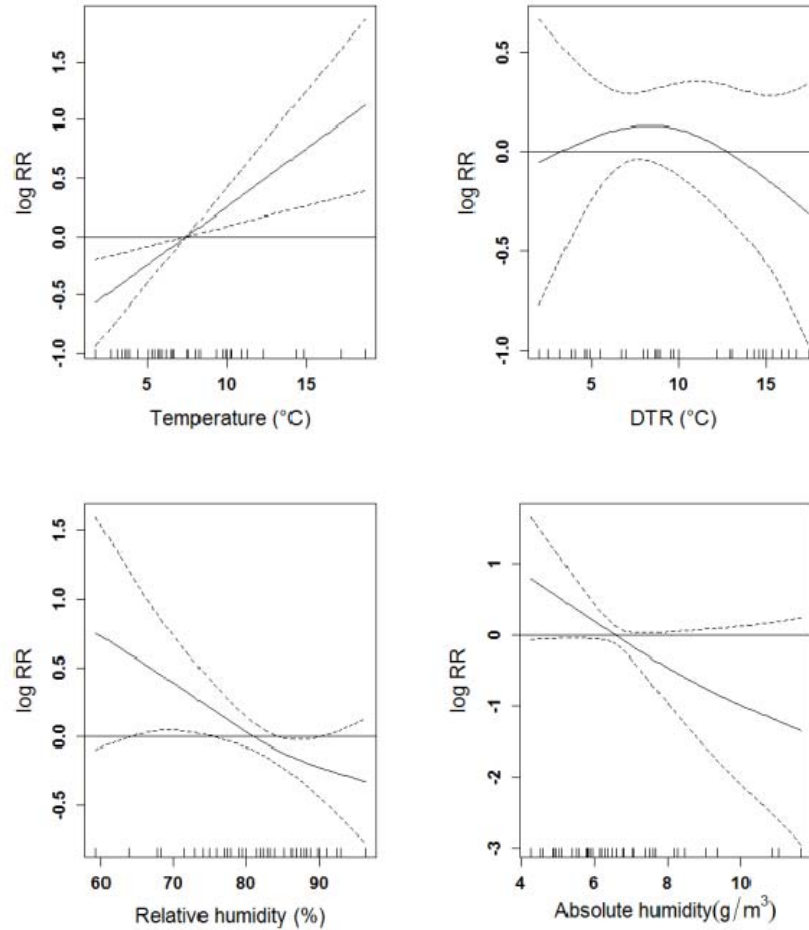 log RR
1.5
1.0
0.5
0.0
-0.5
-1.0
5 10 15
Temperature (°C)
log RR
0.5
0.0
-0.5
-1.0
5 10 15
DTR (°C)
log RR
1.5
1.0
0.5
0.0
-0.5
60 70 80 90
Relative humidity (%)
log RR
1
0
-1
-2
-3
4 6 8 10
Absolute humidity(g/m³)